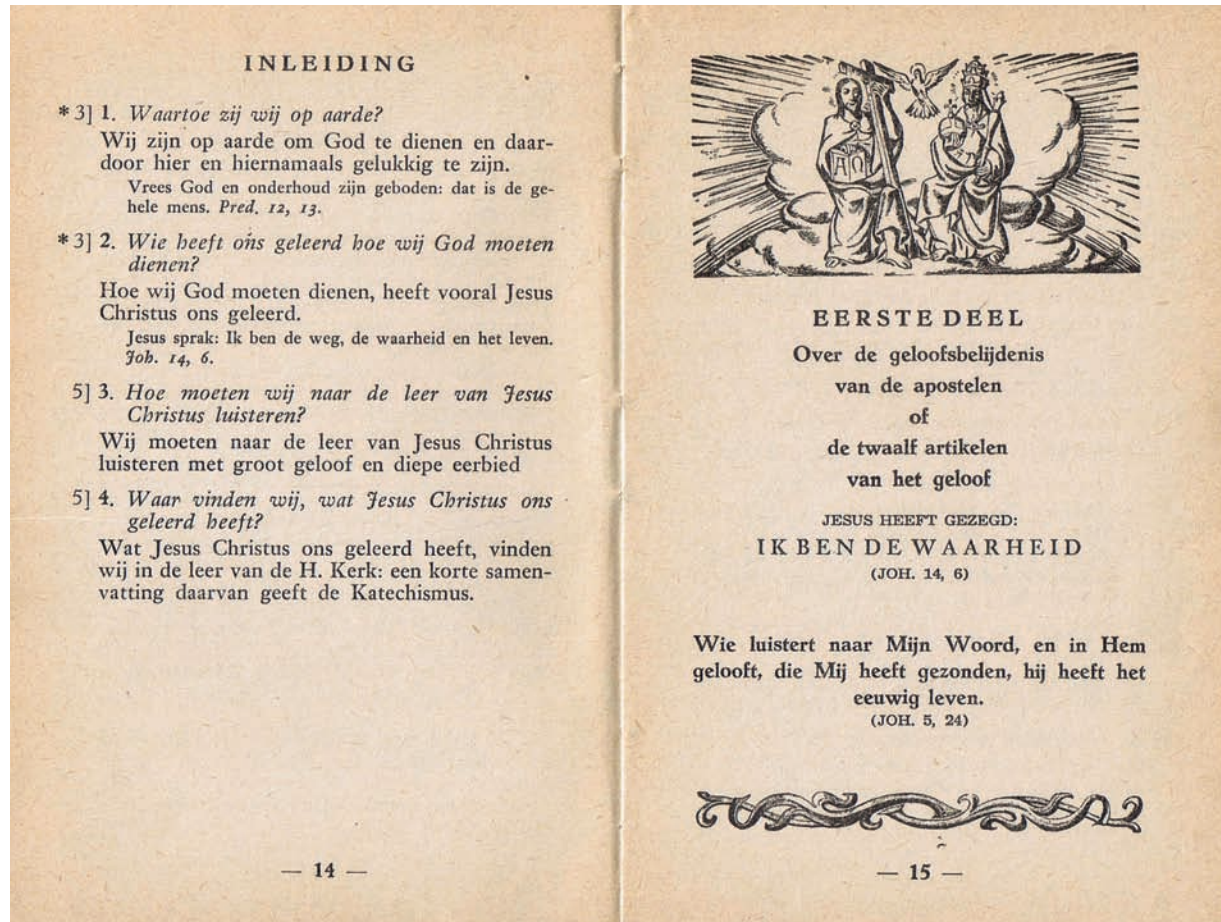 INLEIDING
* 3] 1. Waartoe zij wij op aarde?
Wij zijn op aarde om God te dienen en daar-
door hier en hiernamaals gelukkig te zijn.
Vrees God en onderhoud zijn geboden: dat is de ge-
hele mens. Pred. 12, 13.
* 3] 2. Wie heeft ons geleerd hoe wij God moeten
dienen?
Hoe wij God moeten dienen, heeft vooral Jesus
Christus ons geleerd.
Jesus sprak: Ik ben de weg, de waarheid en het leven.
Joh. 14, 6.
5] 3. Hoe moeten wij naar de leer van Jesus
Christus luisteren?
Wij moeten naar de leer van Jesus Christus
luisteren met groot geloof en diepe eerbied
5] 4. Waar vinden wij, wat Jesus Christus ons
geleerd heeft?
Wat Jesus Christus ons geleerd heeft, vinden
wij in de leer van de H. Kerk: een korte samen-
vatting daarvan geeft de Katechismus.
— 14 —
EERSTE DEEL
Over de geloofsbelijdenis
van de apostelen
of
de twaalf artikelen
van het geloof
JESUS HEEFT GEZEGD:
IK BEN DE WAARHEID
(JOH. 14, 6)
Wie luistert naar Mijn Woord, en in Hem
gelooft, die Mij heeft gezonden, hij heeft het
eeuwig leven.
(JOH. 5, 24)
— 15 —